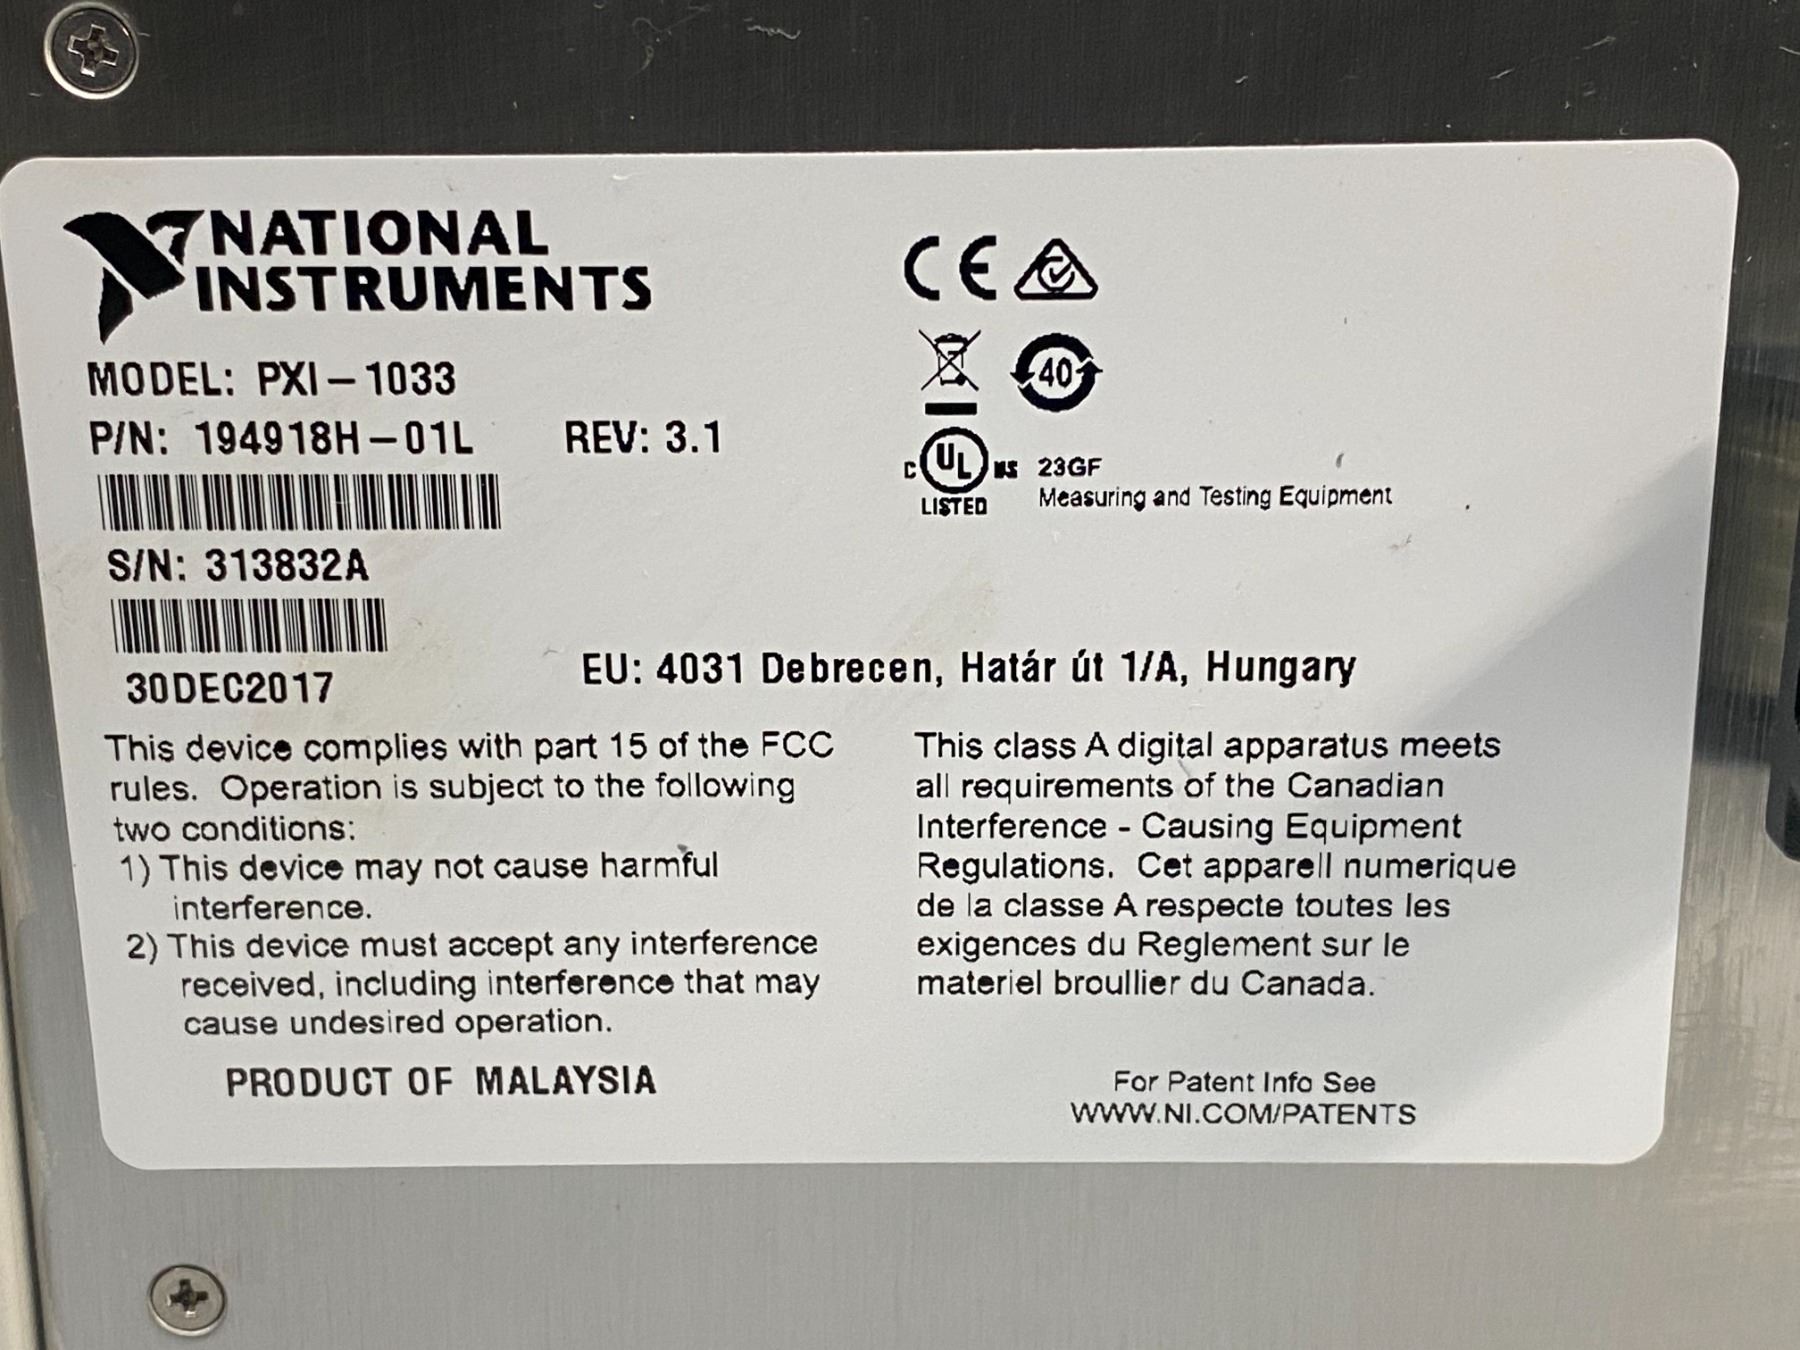 NATIONAL
INSTRUMENTS
MODEL: PXI-1033
P/N: 194918H-01L REV: 3.1
S/N: 313832A
30DEC2017
CE
40
C UL US
LISTED
23GF
Measuring and Testing Equipment
EU: 4031 Debrecen, Határ út 1/A, Hungary
This device complies with part 15 of the FCC
rules. Operation is subject to the following
two conditions:
1) This device may not cause harmful
interference.
2) This device must accept any interference
received, including interference that may
cause undesired operation.
PRODUCT OF MALAYSIA
This class A digital apparatus meets
all requirements of the Canadian
Interference - Causing Equipment
Regulations. Cet apparell numerique
de la classe A respecte toutes les
exigences du Reglement sur le
materiel broullier du Canada.
For Patent Info See
WWW.NI.COM/PATENTS